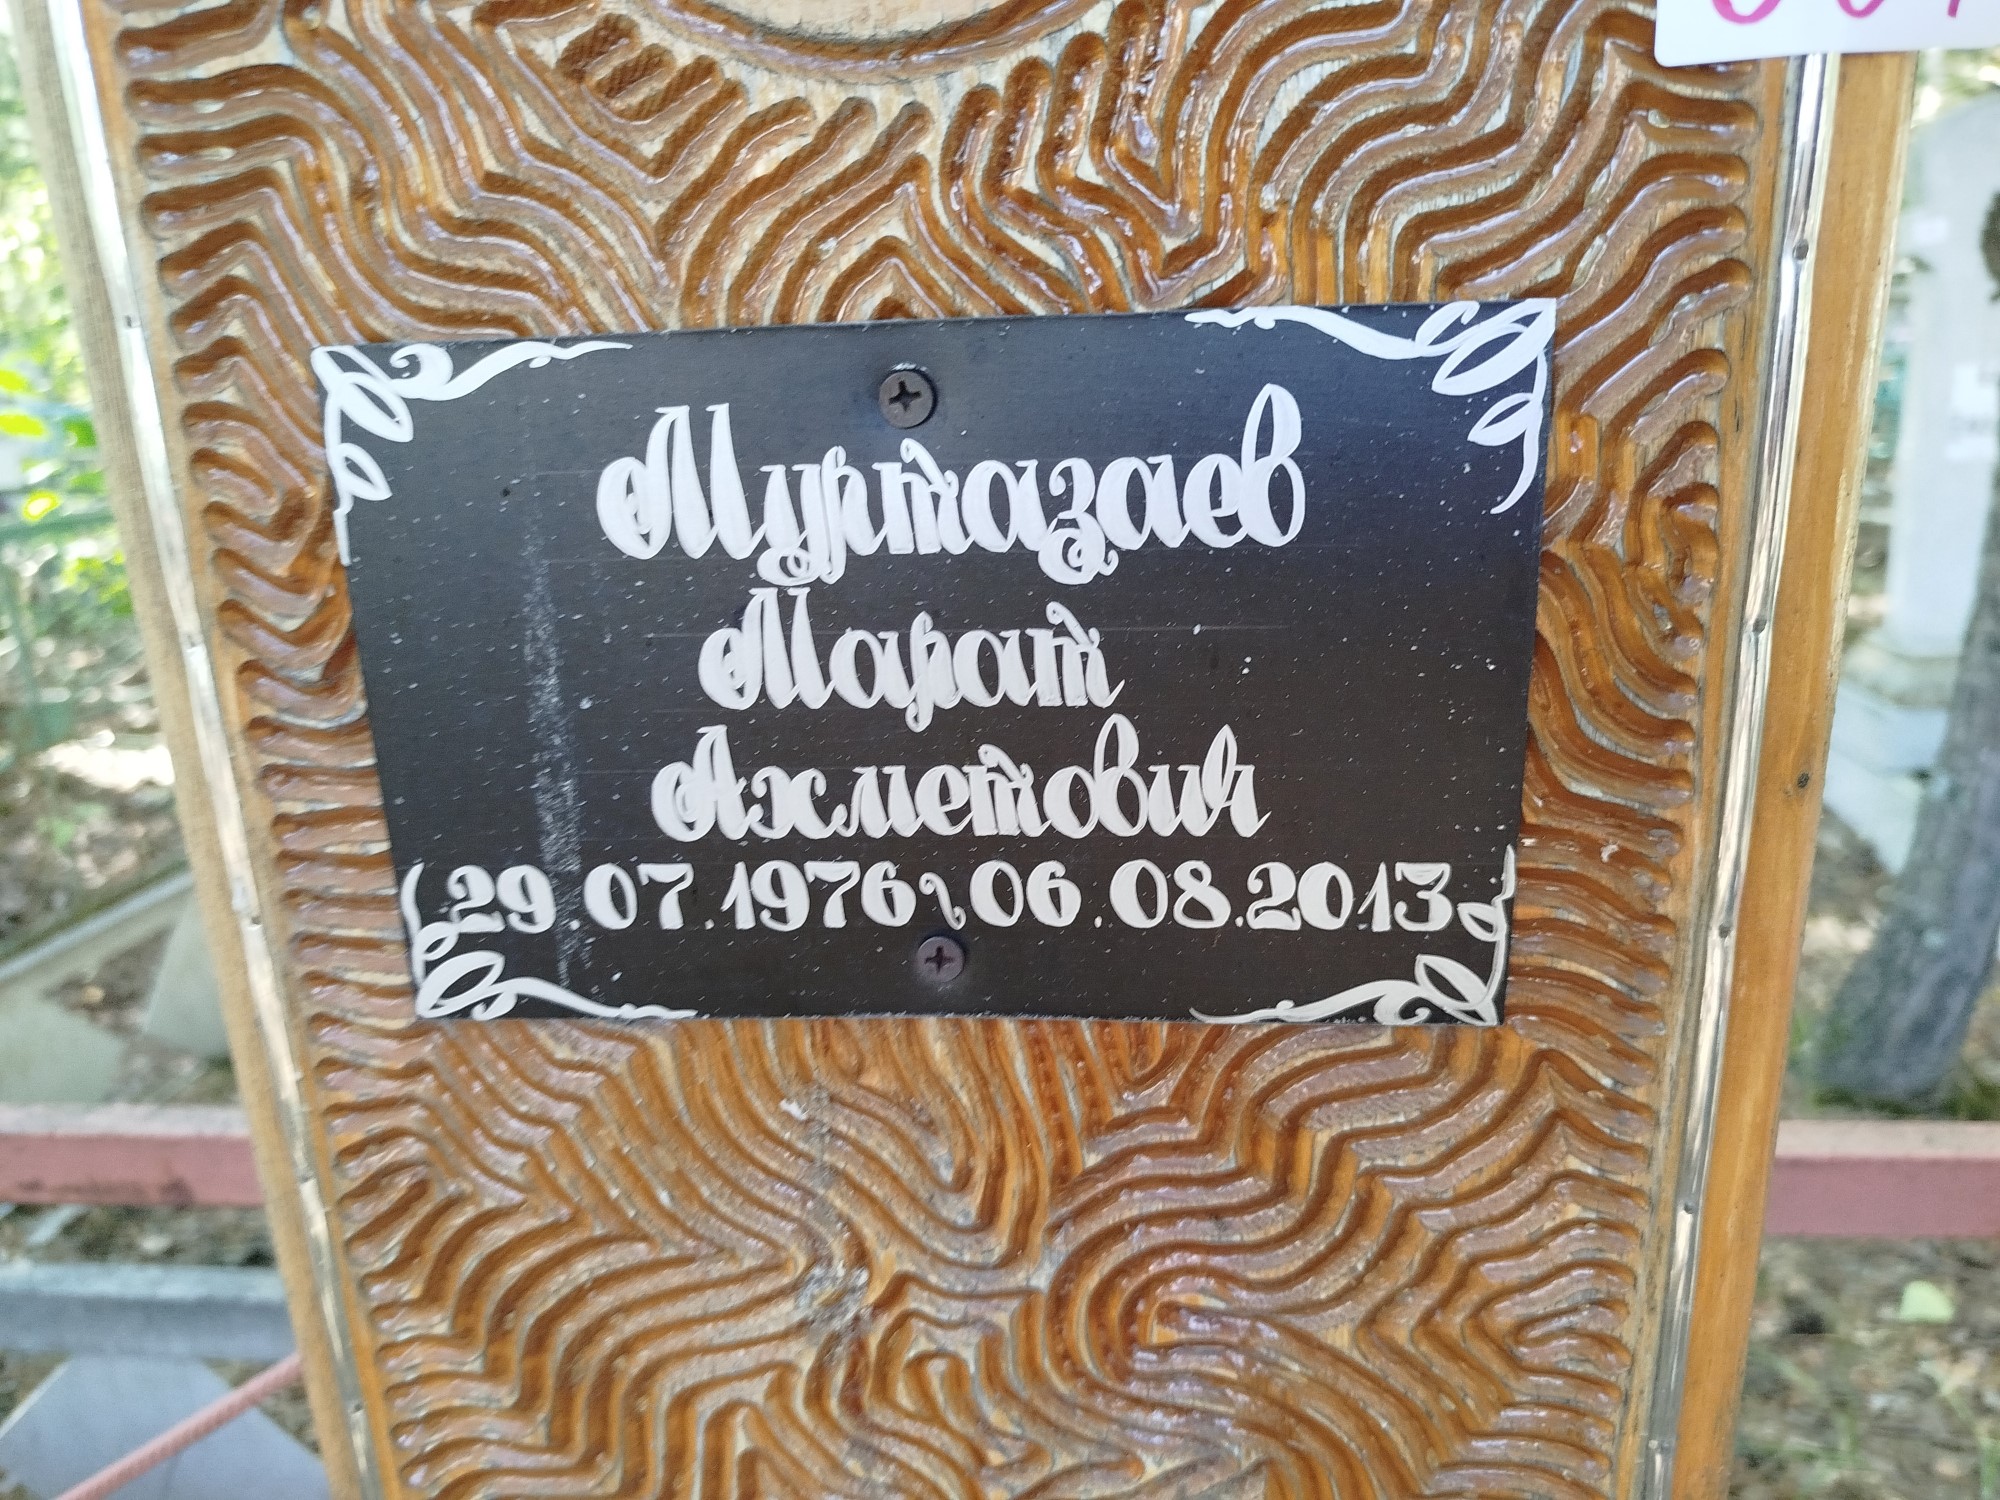 Муртазаев
Марат
Ахметович
29.07.1976 ~ 06.08.2013